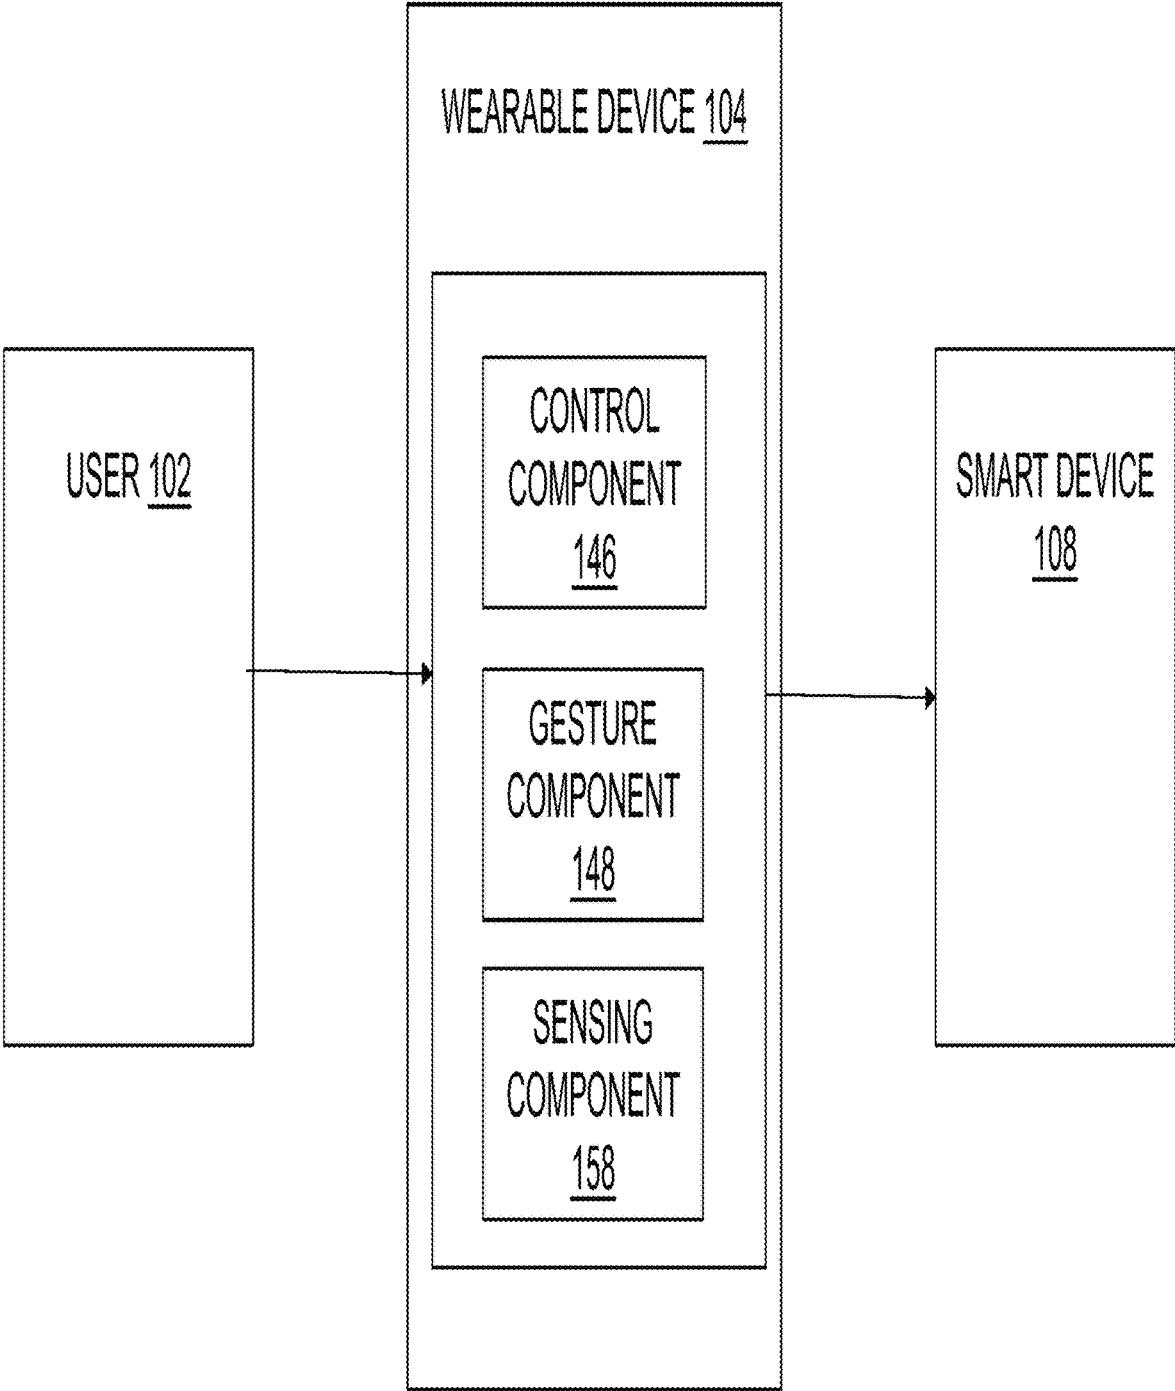 WEARABLE DEVICE 104
USER 102
CONTROL
COMPONENT
146
GESTURE
COMPONENT
148
SENSING
COMPONENT
158
SMART DEVICE
108